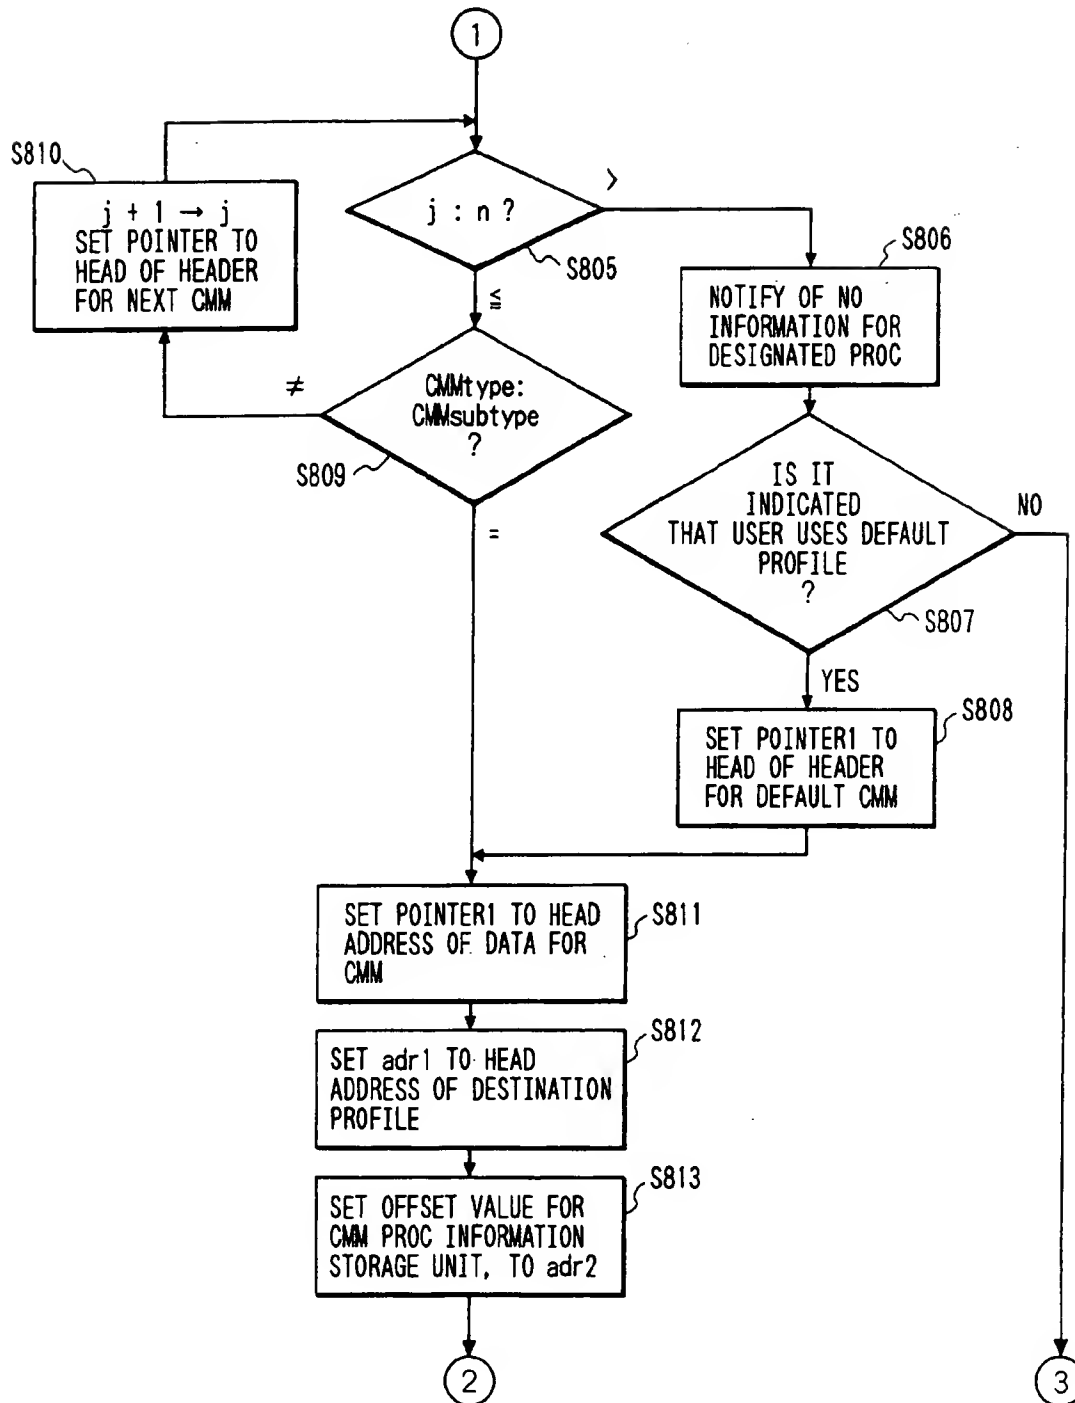 1
S810
j + 1 → j
SET POINTER TO
HEAD OF HEADER
FOR NEXT CMM
j : n ?
>
S805
≦
S806
NOTIFY OF NO
INFORMATION FOR
DESIGNATED PROC
≠
CMMtype:
CMMsubtype
?
S809
=
IS IT
INDICATED
THAT USER USES DEFAULT
PROFILE
?
NO
S807
YES
S808
SET POINTER1 TO
HEAD OF HEADER
FOR DEFAULT CMM
SET POINTER1 TO HEAD
ADDRESS OF DATA FOR
CMM
S811
SET adr1 TO HEAD
ADDRESS OF DESTINATION
PROFILE
S812
SET OFFSET VALUE FOR
CMM PROC INFORMATION
STORAGE UNIT, TO adr2
S813
2
3